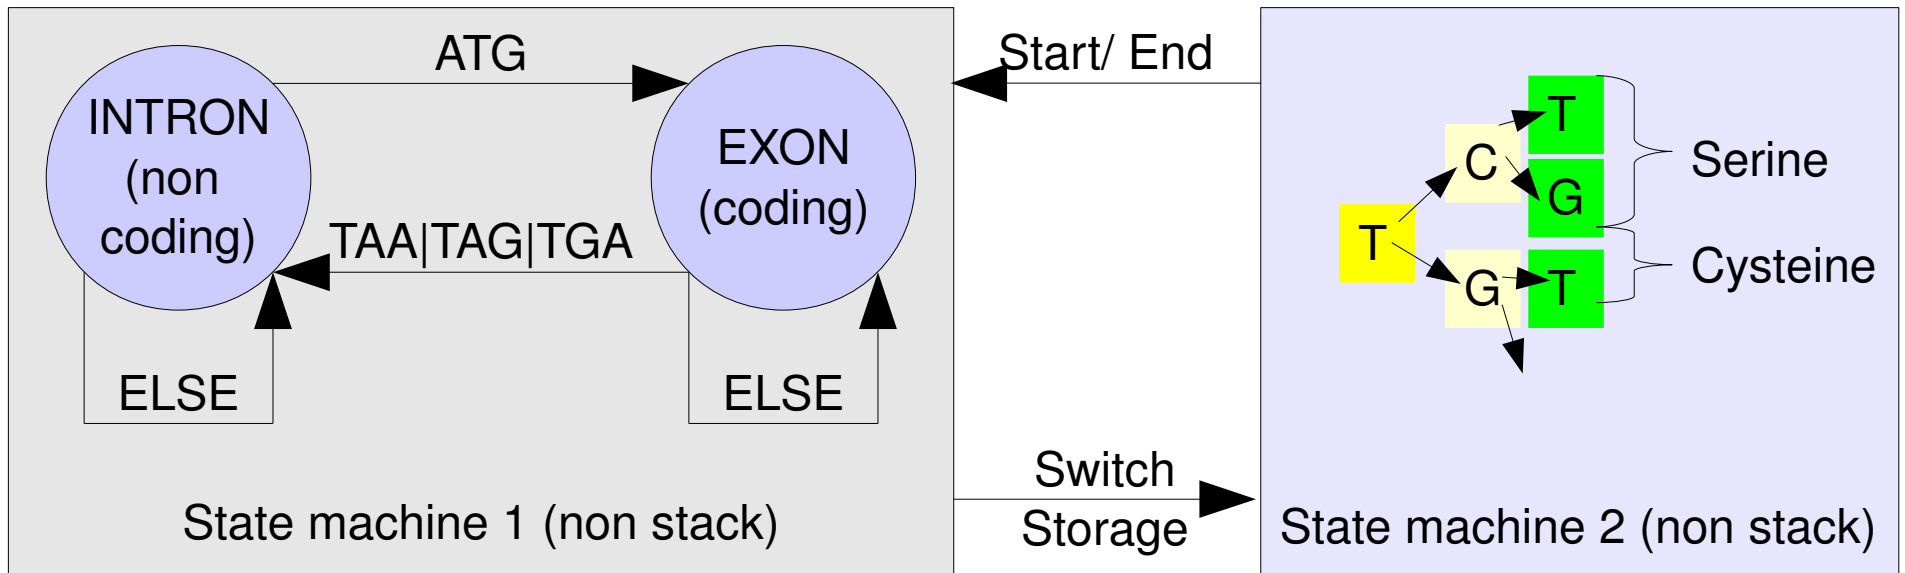 ATG
INTRON
(non
coding)
EXON
(coding)
TAA|TAG|TGA
ELSE
ELSE
State machine 1 (non stack)
Start/ End
Switch
Storage
T
C
T
G
G
T
Serine
Cysteine
State machine 2 (non stack)